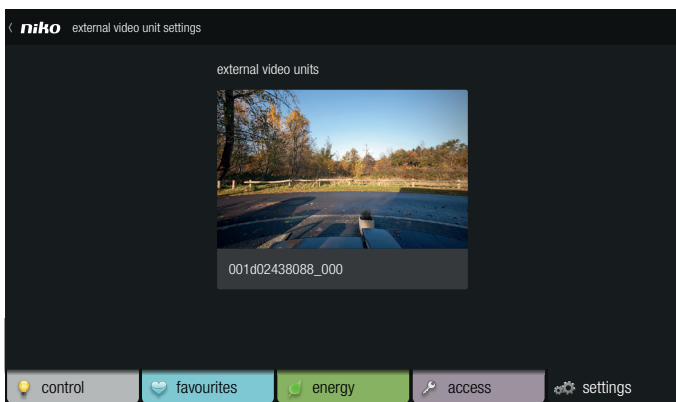 niko external video unit settings
external video units
001d02438088_000
control favourites energy access settings